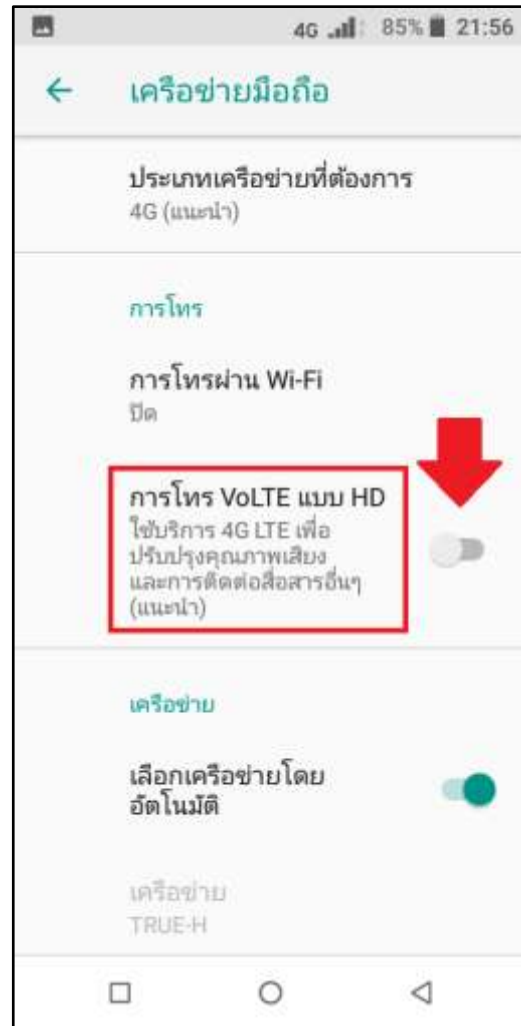 4G 85% 21:56
เครือข่ายมือถือ
ประเภทเครือข่ายที่ต้องการ
4G (แนะนำ)
การโทร
การโทรผ่าน Wi-Fi
ปิด
การโทร VoLTE แบบ HD
ใช้บริการ 4G LTE เพื่อ
ปรับปรุงคุณภาพเสียง
และการติดต่อสื่อสารอื่นๆ
(แนะนำ)
เครือข่าย
เลือกเครือข่ายโดย
อัตโนมัติ
เครือข่าย
TRUE-H